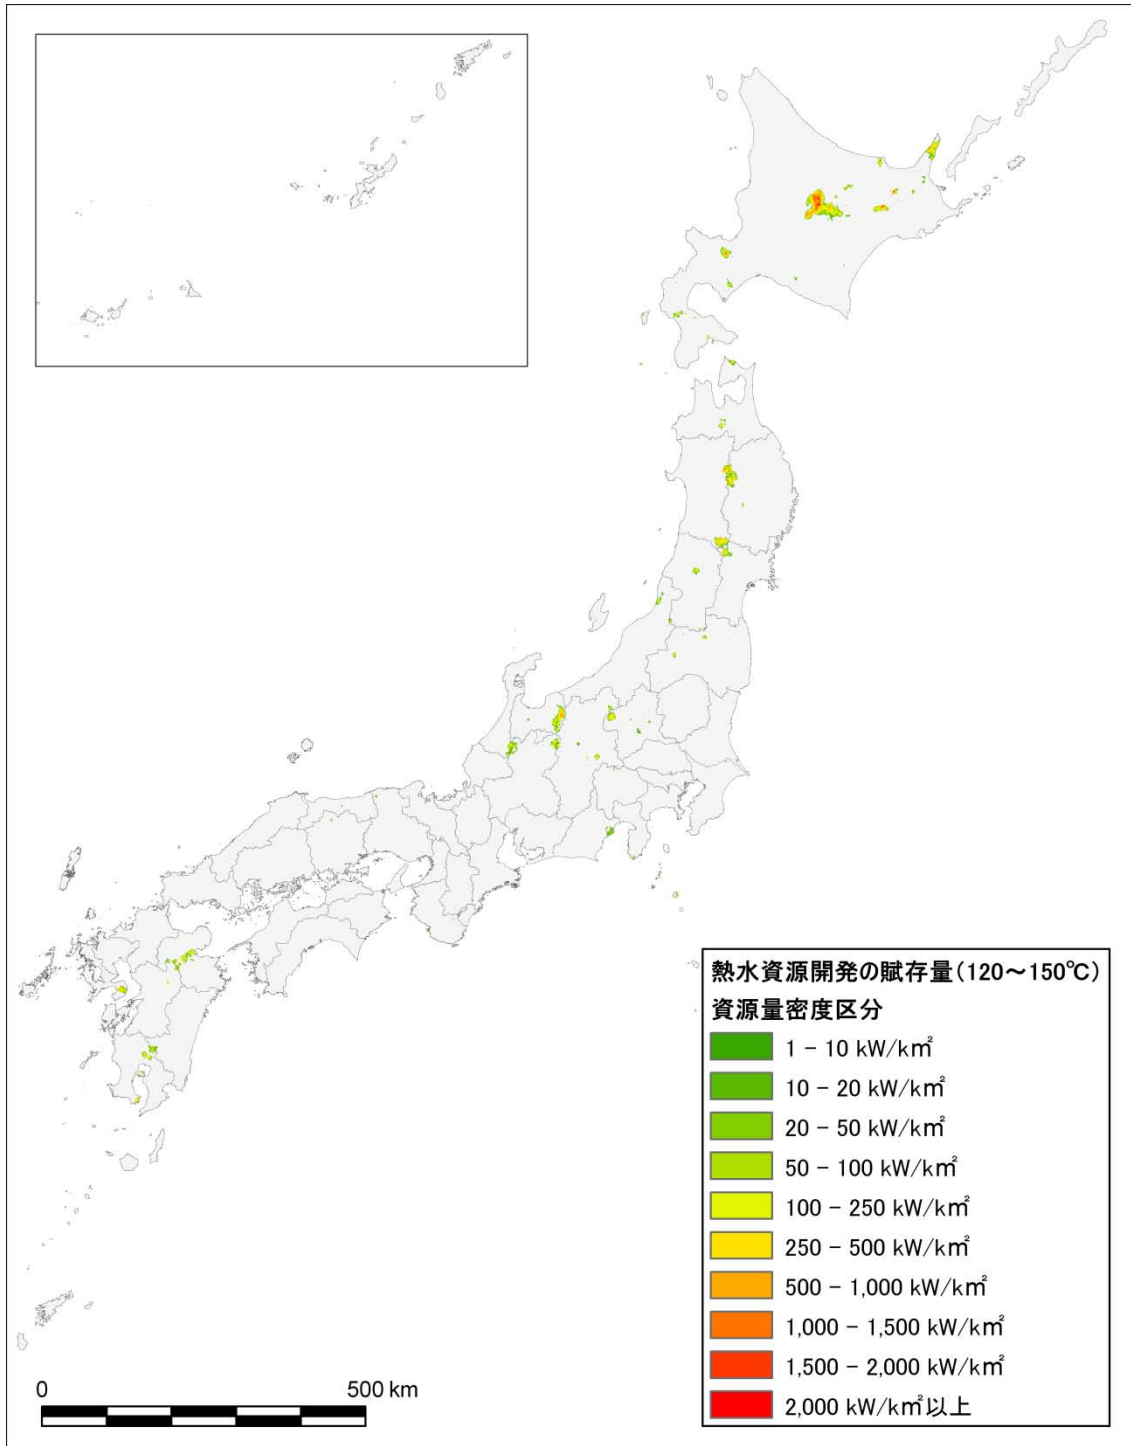 熱水資源開発の賦存量(120～150℃)
資源量密度区分
1 − 10 kW/k㎡
10 − 20 kW/k㎡
20 − 50 kW/k㎡
50 − 100 kW/k㎡
100 − 250 kW/k㎡
250 − 500 kW/k㎡
500 − 1,000 kW/k㎡
1,000 − 1,500 kW/k㎡
1,500 − 2,000 kW/k㎡
2,000 kW/k㎡以上
0 500 km